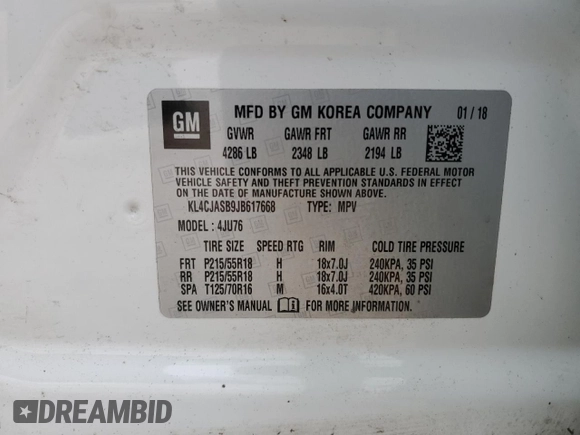 GM
MFD BY GM KOREA COMPANY 01/18
GVWR GAWR FRT GAWR RR
4286 LB 2348 LB 2194 LB
THIS VEHICLE CONFORMS TO ALL APPLICABLE U.S. FEDERAL MOTOR
VEHICLE SAFETY AND THEFT PREVENTION STANDARDS IN EFFECT ON
THE DATE OF MANUFACTURE SHOWN ABOVE.
KL4CJASB9JB617668 TYPE: MPV
MODEL : 4JU76
TIRE SIZE SPEED RTG RIM COLD TIRE PRESSURE
FRT P215/55R18 H 18x7.0J 240KPA, 35 PSI
RR P215/55R18 H 18x7.0J 240KPA, 35 PSI
SPA T125/70R16 M 16x4.0T 420KPA, 60 PSI
SEE OWNER'S MANUAL FOR MORE INFORMATION.
DREAMBID